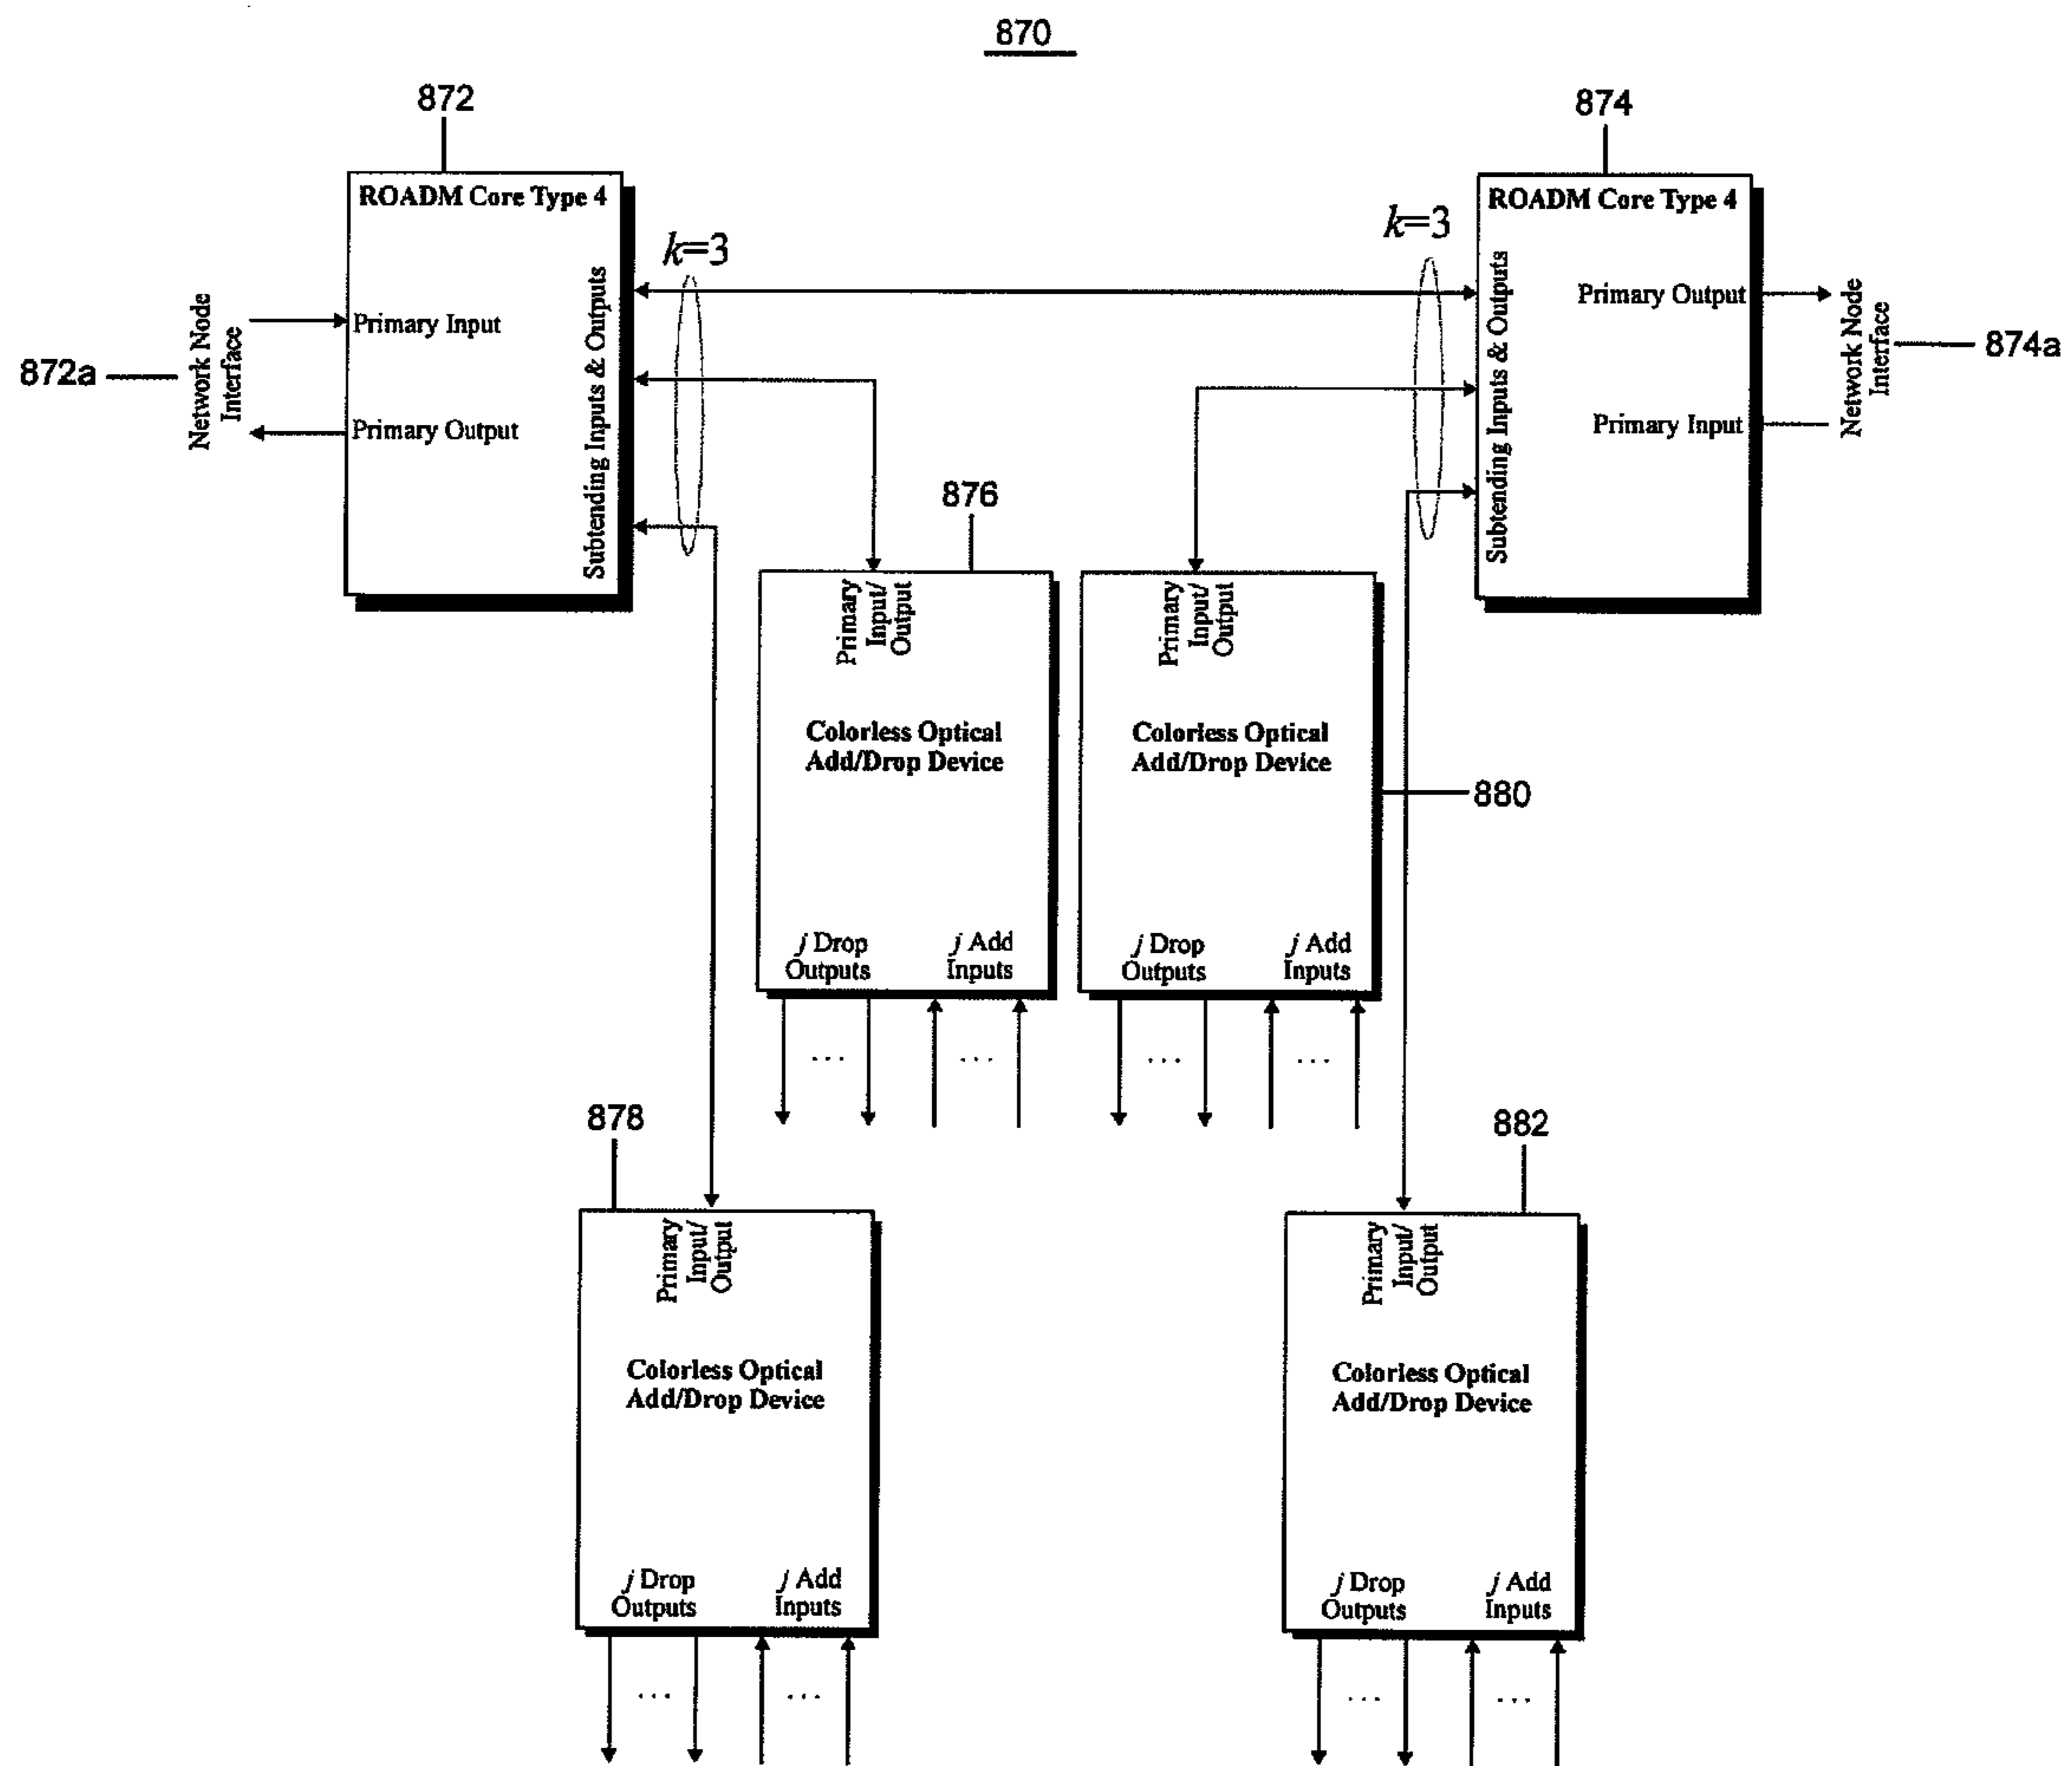 870
872
874
ROADM Core Type 4
ROADM Core Type 4
k=3
k=3
Subtending Inputs & Outputs
Subtending Inputs & Outputs
Primary Input
Primary Output
Primary Output
Primary Input
872a
Network Node
Interface
Network Node
Interface
874a
876
Primary
Input/
Output
Primary
Input/
Output
Colorless Optical
Add/Drop Device
Colorless Optical
Add/Drop Device
880
j Drop
Outputs
j Add
Inputs
j Drop
Outputs
j Add
Inputs
...
...
...
...
878
882
Primary
Input/
Output
Primary
Input/
Output
Colorless Optical
Add/Drop Device
Colorless Optical
Add/Drop Device
j Drop
Outputs
j Add
Inputs
j Drop
Outputs
j Add
Inputs
...
...
...
...